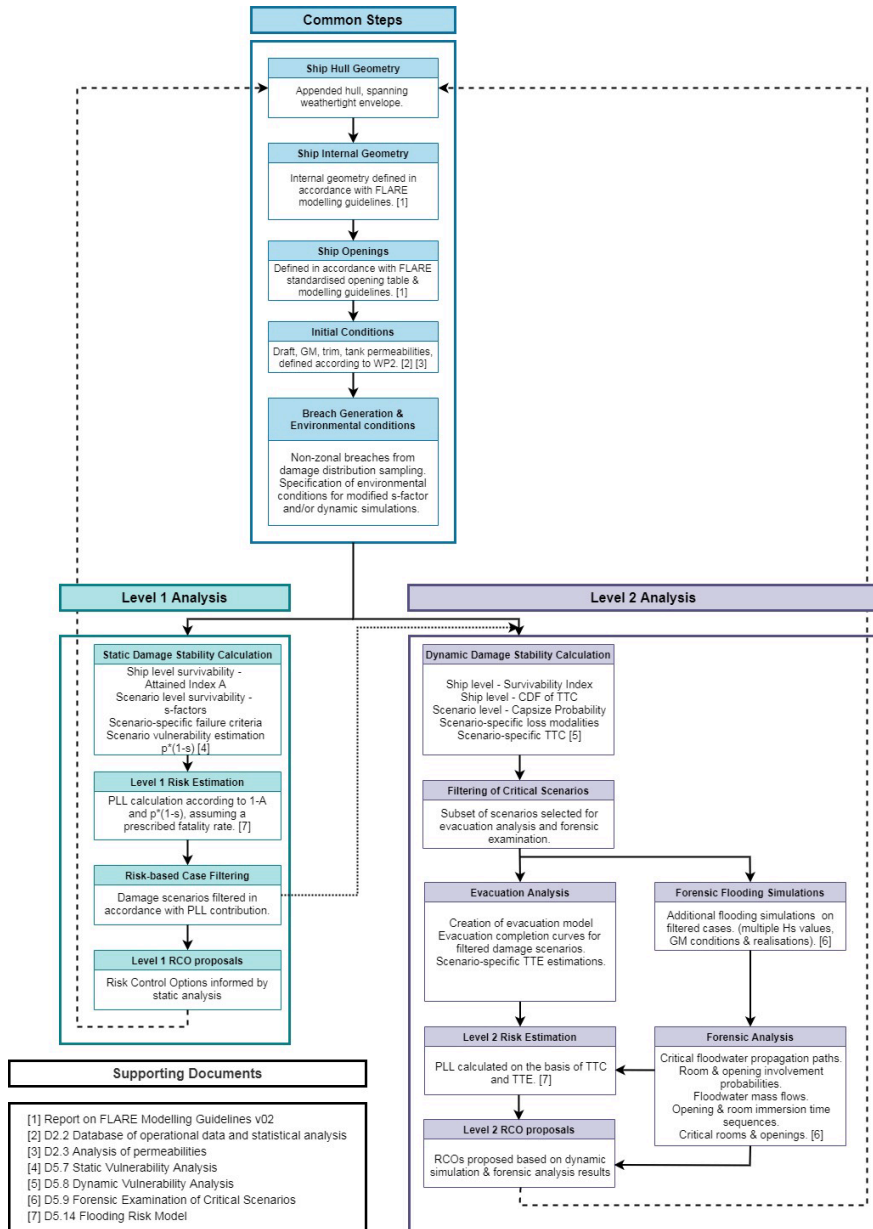 Common Steps
Ship Hull Geometry
Appended hull, spanning
weathertight envelope.
Ship Internal Geometry
Internal geometry defined in
accordance with FLARE
modelling guidelines. [1]
Ship Openings
Defined in accordance with FLARE
standardised opening table &
modelling guidelines. [1]
Initial Conditions
Draft, GM, trim, tank permeabilities,
defined according to WP2. [2] [3]
Breach Generation &
Environmental conditions
Non-zonal breaches from
damage distribution sampling.
Specification of environmental
conditions for modified s-factor
and/or dynamic simulations.
Level 1 Analysis
Static Damage Stability Calculation
Ship level survivability -
Attained Index A
Scenario level survivability -
s-factors
Scenario-specific failure criteria
Scenario vulnerability estimation
p*(1-s) [4]
Level 1 Risk Estimation
PLL calculation according to 1-A
and p*(1-s), assuming a
prescribed fatality rate. [7]
Risk-based Case Filtering
Damage scenarios filtered in
accordance with PLL contribution.
Level 1 RCO proposals
Risk Control Options informed by
static analysis
Level 2 Analysis
Dynamic Damage Stability Calculation
Ship level - Survivability Index
Ship level - CDF of TTC
Scenario level - Capsize Probability
Scenario-specific loss modalities
Scenario-specific TTC [5]
Filtering of Critical Scenarios
Subset of scenarios selected for
evacuation analysis and forensic
examination.
Evacuation Analysis
Creation of evacuation model
Evacuation completion curves for
filtered damage scenarios.
Scenario-specific TTE estimations.
Forensic Flooding Simulations
Additional flooding simulations on
filtered cases. (multiple Hs values,
GM conditions & realisations). [6]
Level 2 Risk Estimation
PLL calculated on the basis of TTC
and TTE. [7]
Forensic Analysis
Critical floodwater propagation paths.
Room & opening involvement
probabilities.
Floodwater mass flows.
Opening & room immersion time
sequences.
Critical rooms & openings. [6]
Level 2 RCO proposals
RCOs proposed based on dynamic
simulation & forensic analysis results
Supporting Documents
[1] Report on FLARE Modelling Guidelines v02
[2] D2.2 Database of operational data and statistical analysis
[3] D2.3 Analysis of permeabilities
[4] D5.7 Static Vulnerability Analysis
[5] D5.8 Dynamic Vulnerability Analysis
[6] D5.9 Forensic Examination of Critical Scenarios
[7] D5.14 Flooding Risk Model